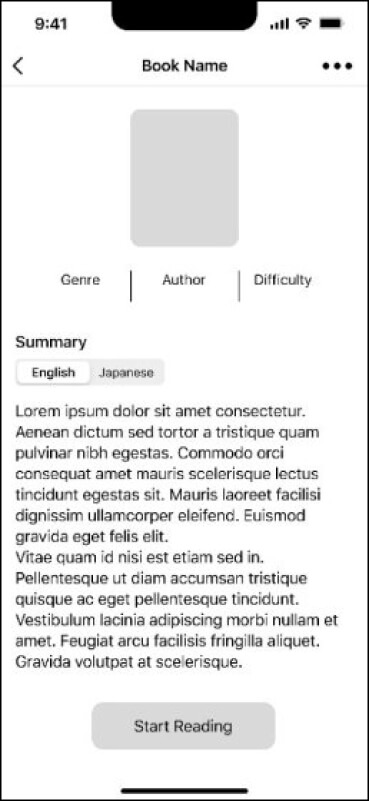 9:41
Book Name
Genre
Author
Difficulty
Summary
English
Japanese
Lorem ipsum dolor sit amet consectetur.
Aenean dictum sed tortor a tristique quam
pulvinar nibh egestas. Commodo orci
consequat amet mauris scelerisque lectus
tincidunt egestas sit. Mauris laoreet facilisi
dignissim ullamcorper eleifend. Euismod
gravida eget felis elit.
Vitae quam id nisi est etiam sed in.
Pellentesque ut diam accumsan tristique
quisque ac eget pellentesque tincidunt.
Vestibulum lacinia adipiscing morbi nullam et
amet. Feugiat arcu facilisis fringilla aliquet.
Gravida volutpat at scelerisque.
Start Reading